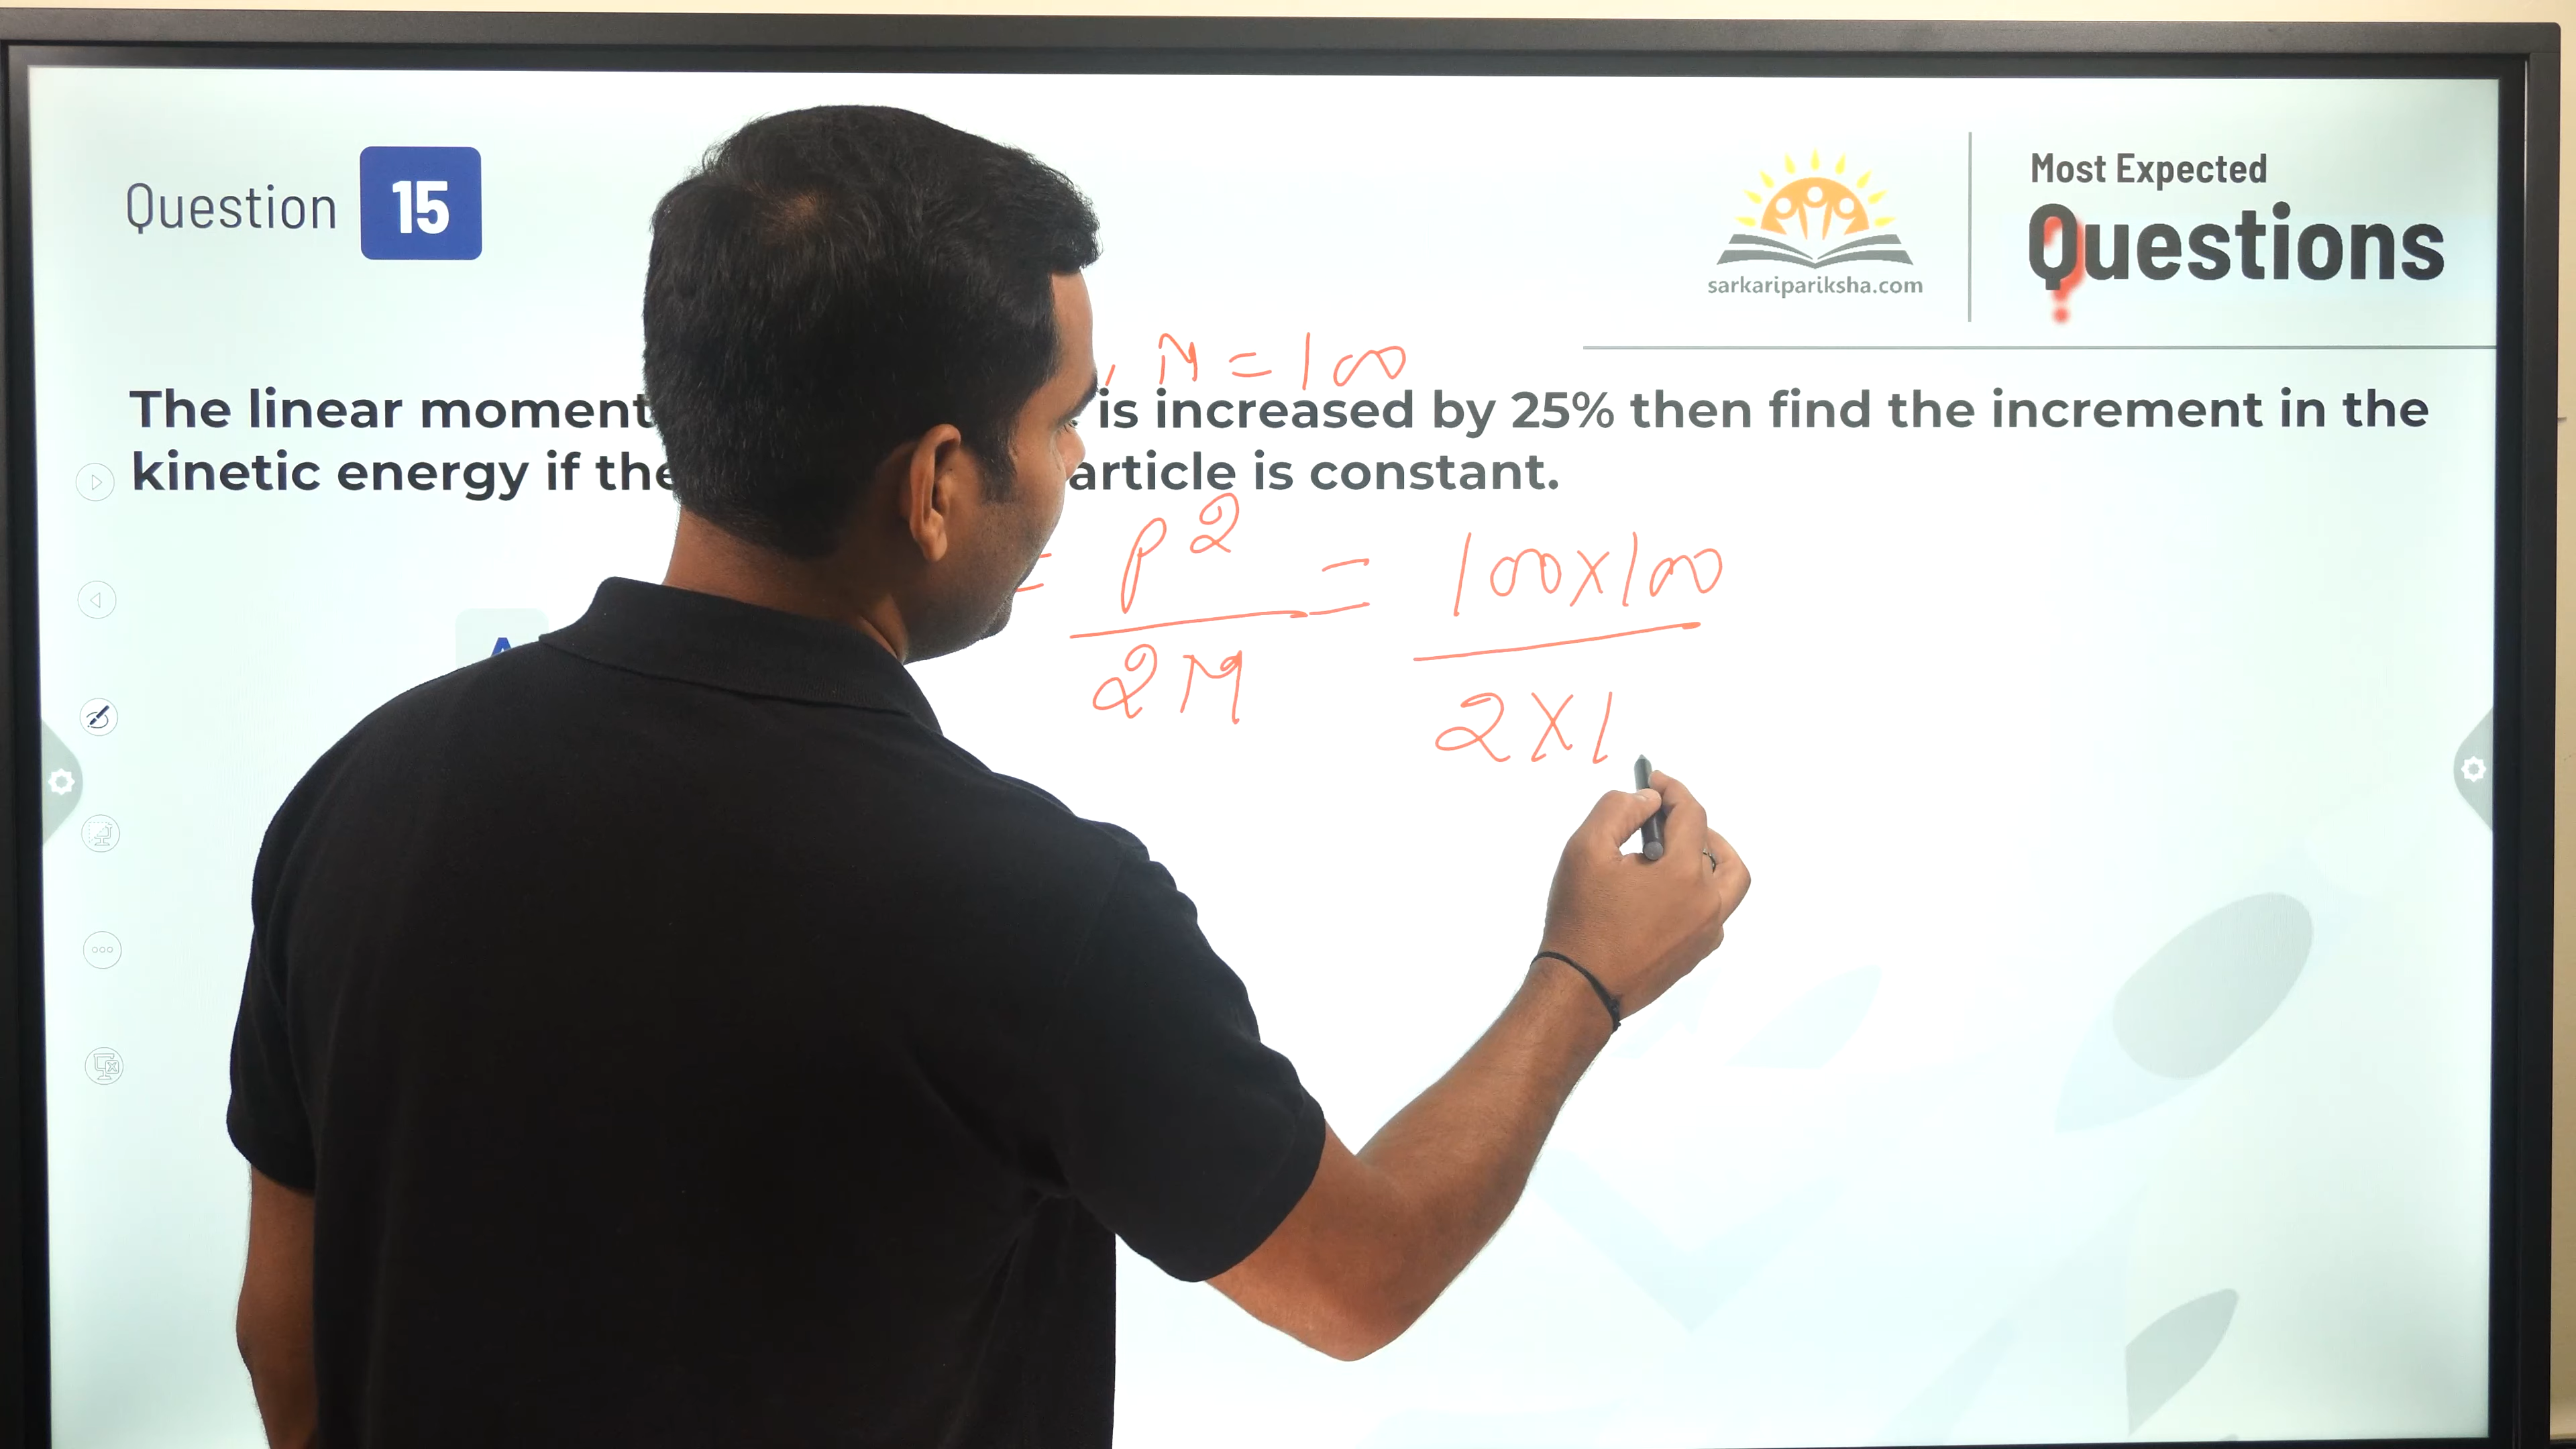 Question 15
sarkaripariksha.com
Most Expected
Questions
, M = 100
The linear moment is increased by 25% then find the increment in the
kinetic energy if the article is constant.
= P² / 2M = 100 X 100 / 2 X 1
A